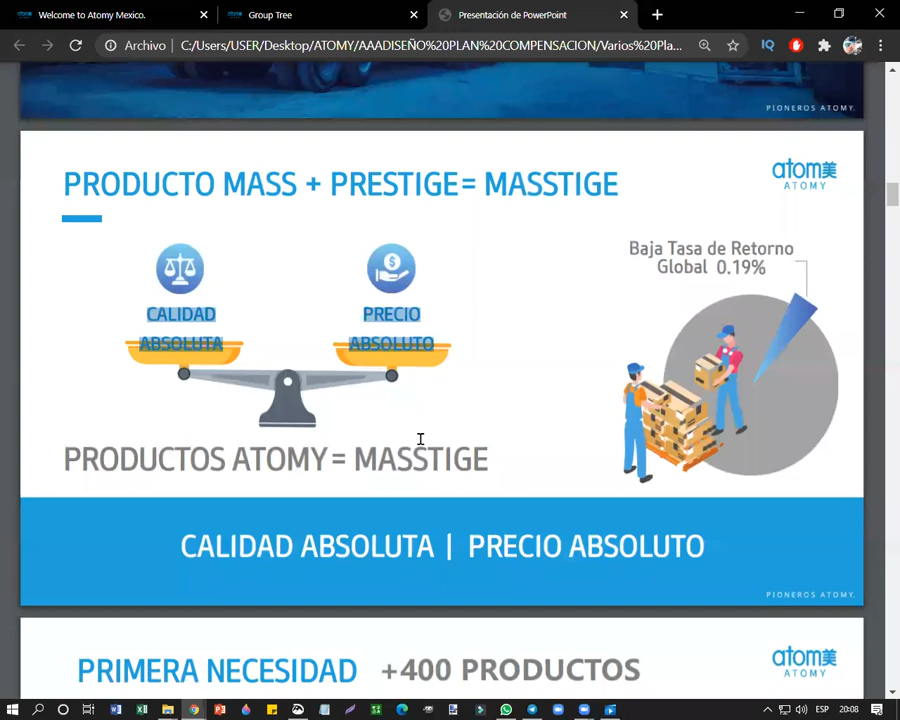 Welcome to Atomy Mexico.
Group Tree
Presentación de PowerPoint
Archivo
C:/Users/USER/Desktop/ATOMY/AAADISEÑO%20PLAN%20COMPENSACION/Varios%20Pla...
IQ
PIONEROS ATOMY.
PRODUCTO MASS + PRESTIGE= MASSTIGE
atom美
ATOMY
Baja Tasa de Retorno
Global 0.19%
CALIDAD
ABSOLUTA
PRECIO
ABSOLUTO
PRODUCTOS ATOMY= MASSTIGE
CALIDAD ABSOLUTA | PRECIO ABSOLUTO
PIONEROS ATOMY.
PRIMERA NECESIDAD +400 PRODUCTOS
atom美
ATOMY
ESP
20:08